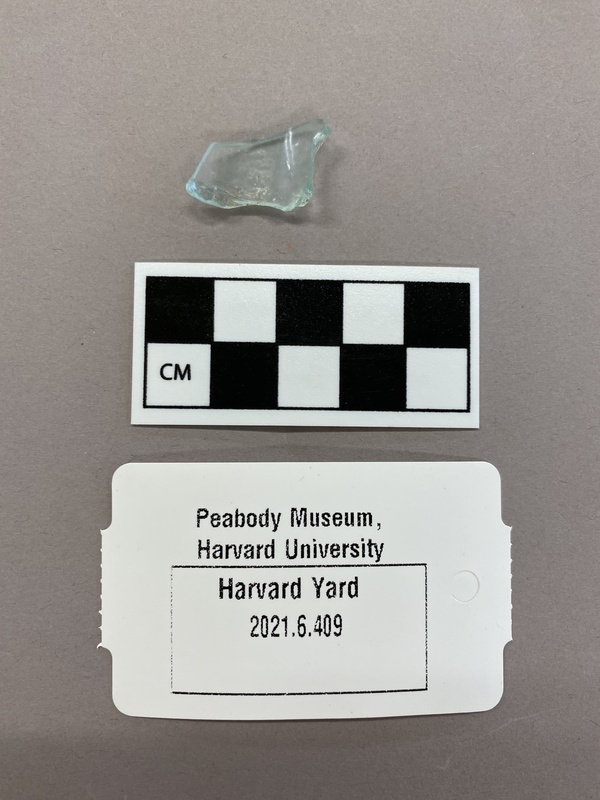 CM
Peabody Museum,
Harvard University
Harvard Yard
2021.6.409